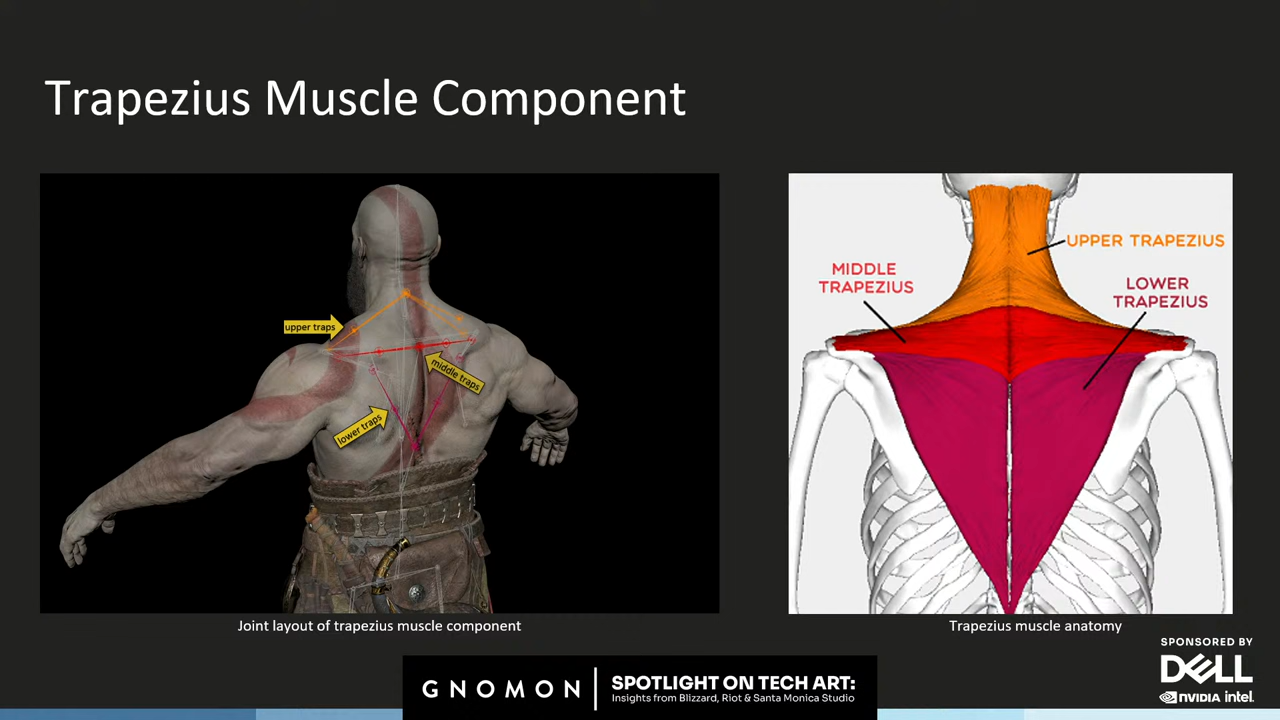 Trapezius Muscle Component
upper traps
middle traps
lower traps
Joint layout of trapezius muscle component
UPPER TRAPEZIUS
MIDDLE
TRAPEZIUS
LOWER
TRAPEZIUS
Trapezius muscle anatomy
GNOMON
SPOTLIGHT ON TECH ART:
Insights from Blizzard, Riot & Santa Monica Studio
SPONSORED BY
DELL
NVIDIA intel.